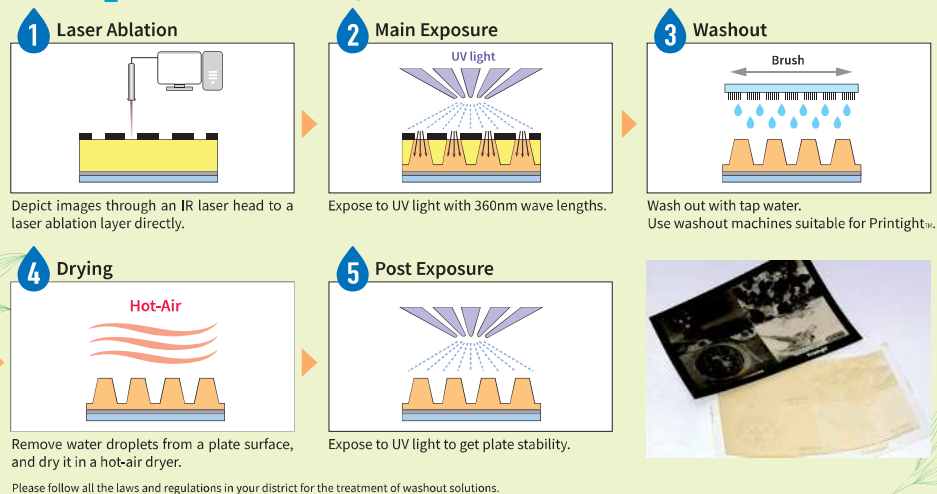 1 Laser Ablation
Depict images through an IR laser head to a
laser ablation layer directly.
2 Main Exposure
UV light
Expose to UV light with 360nm wave lengths.
3 Washout
Brush
Wash out with tap water.
Use washout machines suitable for Printight™.
4 Drying
Hot-Air
Remove water droplets from a plate surface,
and dry it in a hot-air dryer.
5 Post Exposure
Expose to UV light to get plate stability.
Printight
Please follow all the laws and regulations in your district for the treatment of washout solutions.